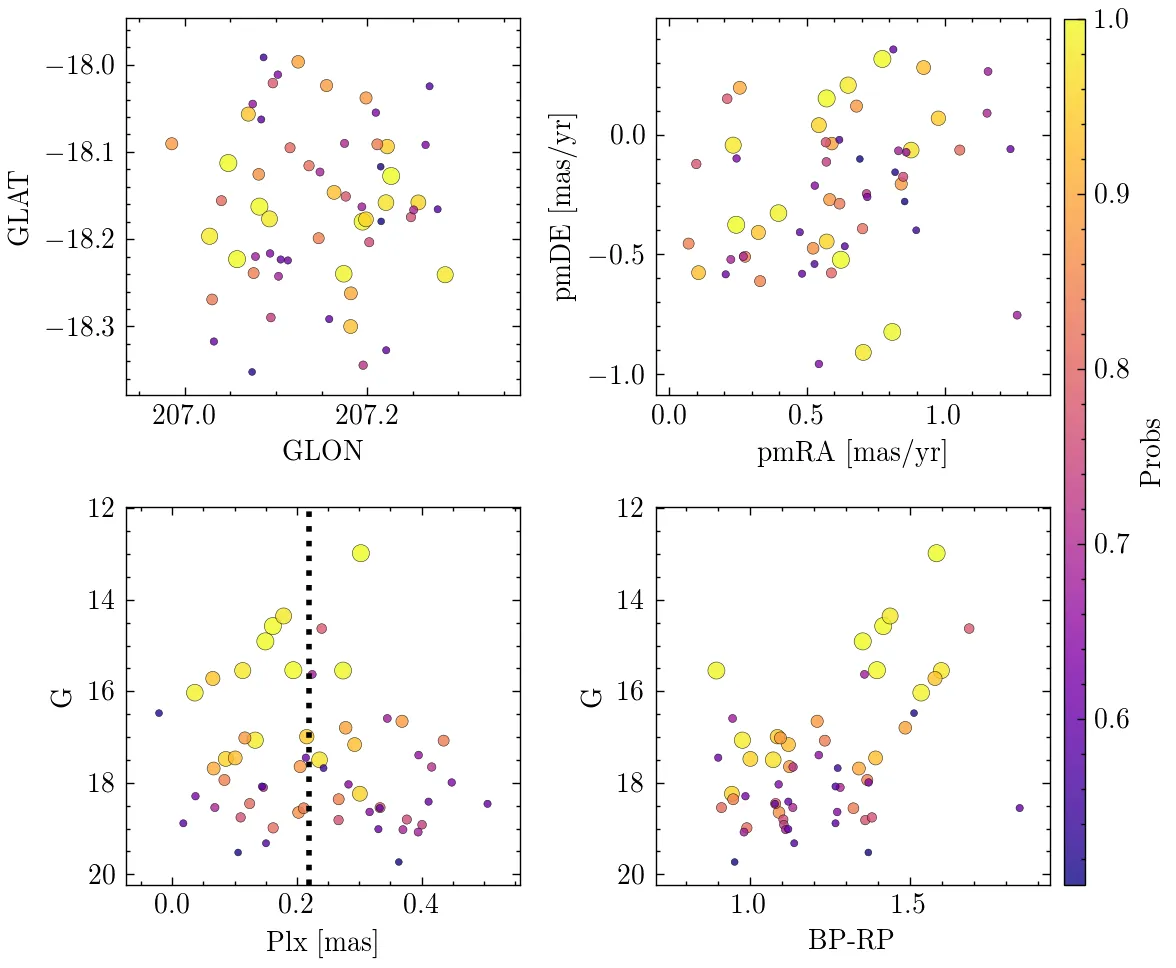 −18.0
−18.1
−18.2
−18.3
GLAT
207.0 207.2
GLON
0.0
−0.5
−1.0
pmDE [mas/yr]
0.0 0.5 1.0
pmRA [mas/yr]
12
14
16
18
20
G
0.0 0.2 0.4
Plx [mas]
12
14
16
18
20
G
1.0 1.5
BP-RP
1.0
0.9
0.8
0.7
0.6
Probs